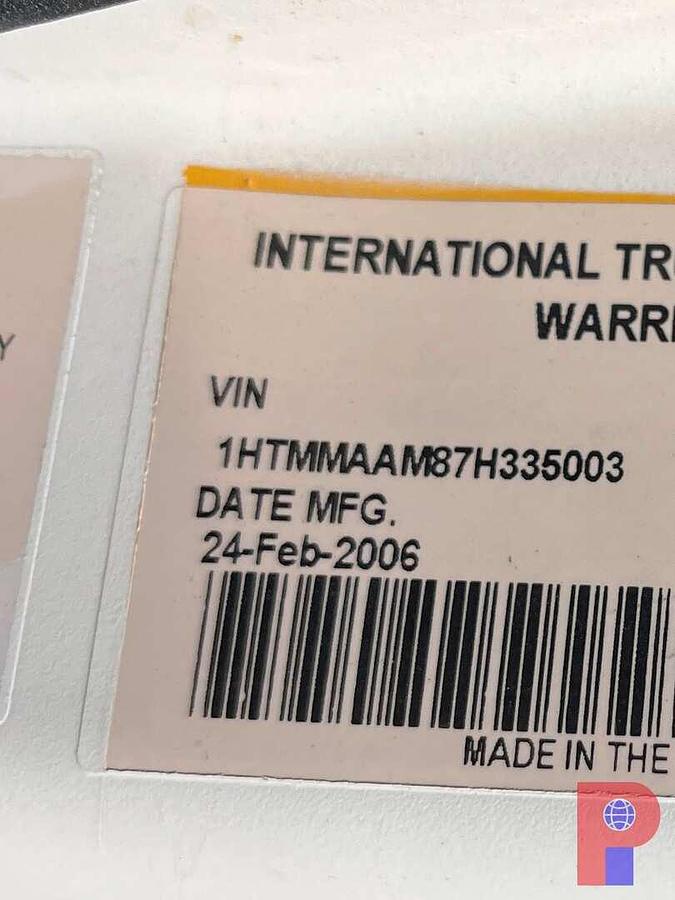 Y
INTERNATIONAL TR
WARR
VIN
1HTMMAAM87H335003
DATE MFG.
24-Feb-2006
MADE IN THE